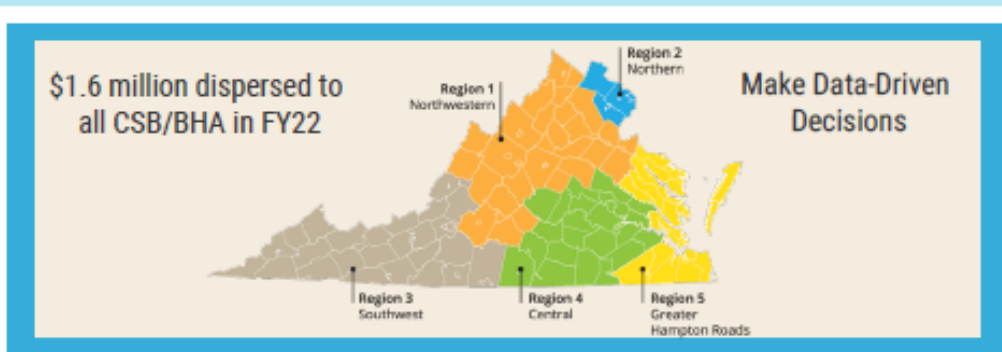 $1.6 million dispersed to
all CSB/BHA in FY22
Region 1
Northwestern
Region 2
Northern
Make Data-Driven
Decisions
Region 3
Southwest
Region 4
Central
Region 5
Greater
Hampton Roads